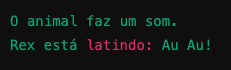 O animal faz um som.
Rex está latindo: Au Au!